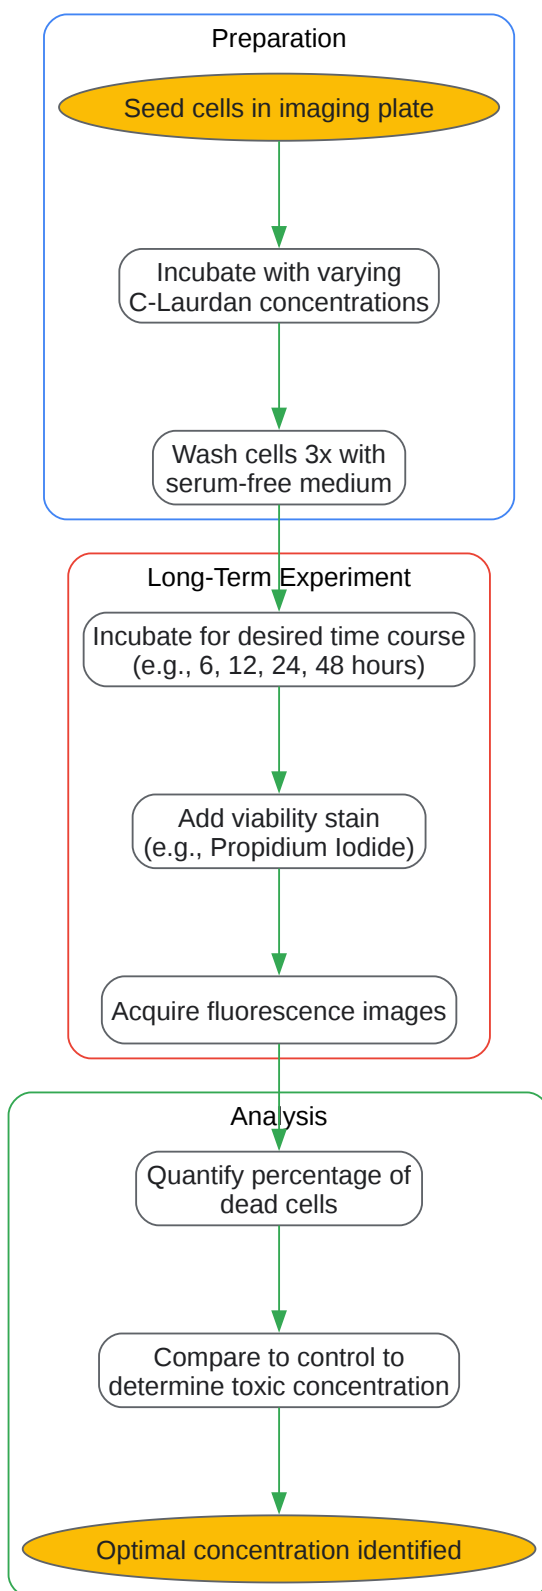 Preparation
Seed cells in imaging plate
Incubate with varying
C-Laurdan concentrations
Wash cells 3x with
serum-free medium
Long-Term Experiment
Incubate for desired time course
(e.g., 6, 12, 24, 48 hours)
Add viability stain
(e.g., Propidium Iodide)
Acquire fluorescence images
Analysis
Quantify percentage of
dead cells
Compare to control to
determine toxic concentration
Optimal concentration identified